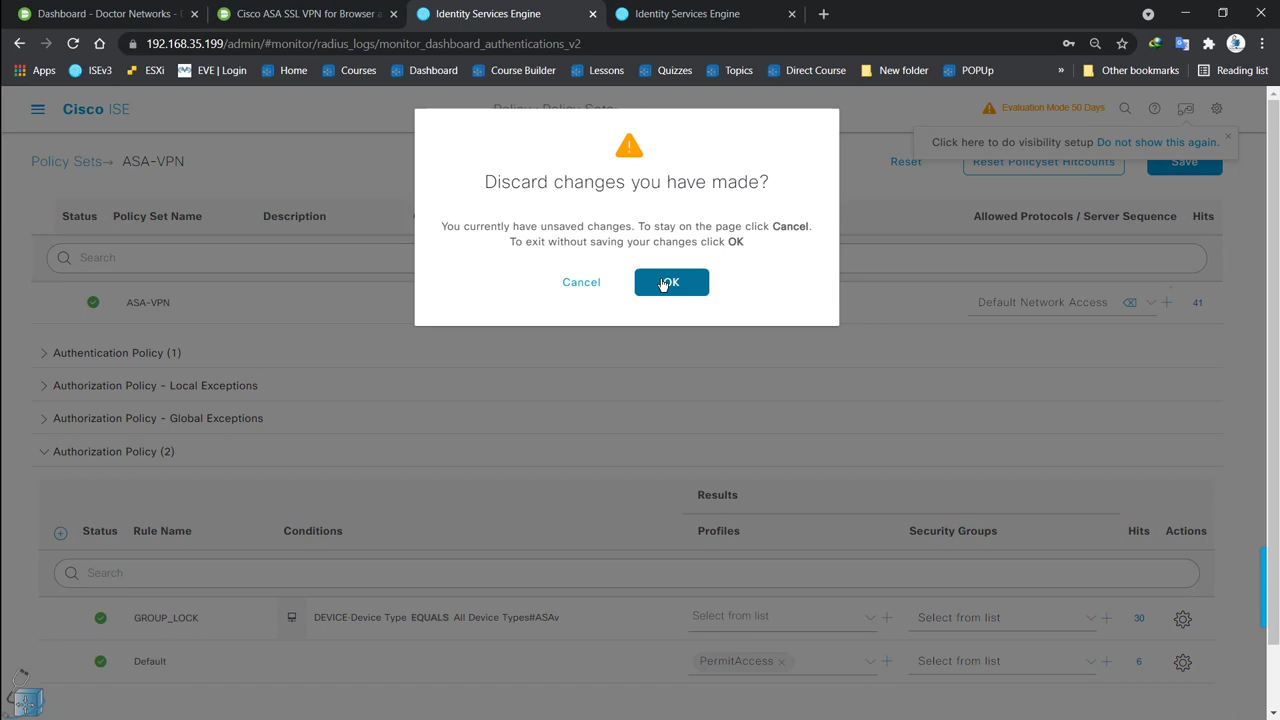 Dashboard - Doctor Networks -
Cisco ASA SSL VPN for Browser a
Identity Services Engine
Identity Services Engine
192.168.35.199/admin/#monitor/radius_logs/monitor_dashboard_authentications_v2
Apps
ISEv3
ESXi
EVE | Login
Home
Courses
Dashboard
Course Builder
Lessons
Quizzes
Topics
Direct Course
New folder
POPUp
»
Other bookmarks
Reading list
Cisco ISE
Policy · Policy Sets
Evaluation Mode 50 Days
Click here to do visibility setup Do not show this again.
Policy Sets→ ASA-VPN
Reset
Reset Policyset Hitcounts
Save
Discard changes you have made?
You currently have unsaved changes. To stay on the page click Cancel.
To exit without saving your changes click OK
Cancel
OK
Status
Policy Set Name
Description
Allowed Protocols / Server Sequence
Hits
Search
ASA-VPN
Default Network Access
41
Authentication Policy (1)
Authorization Policy - Local Exceptions
Authorization Policy - Global Exceptions
Authorization Policy (2)
Results
Status
Rule Name
Conditions
Profiles
Security Groups
Hits
Actions
Search
GROUP_LOCK
DEVICE·Device Type EQUALS All Device Types#ASAv
Select from list
Select from list
30
Default
PermitAccess
Select from list
6